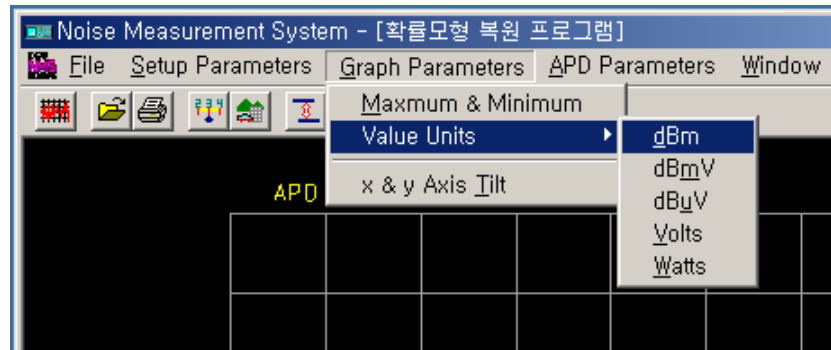 Noise Measurement System - [확률모형 복원 프로그램]
File Setup Parameters Graph Parameters APD Parameters Window
Maxmum & Minimum
Value Units
x & y Axis Tilt
dBm
dBmV
dBuV
Volts
Watts
APD